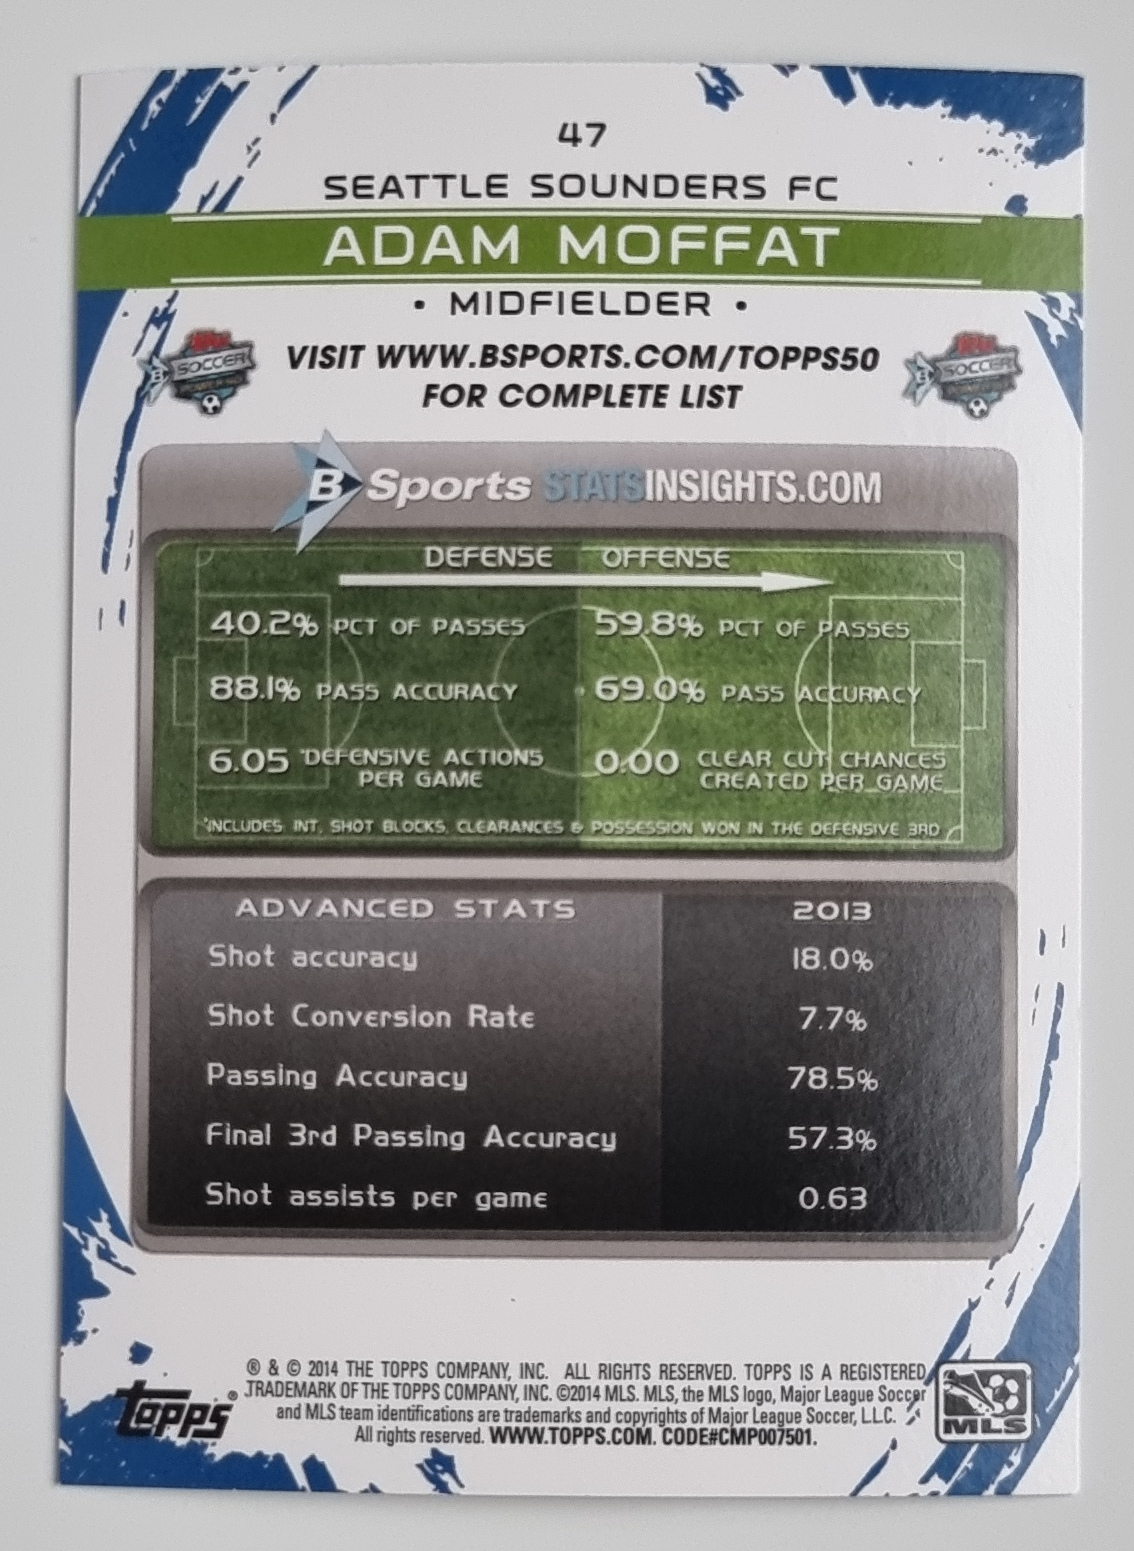 47
SEATTLE SOUNDERS FC
ADAM MOFFAT
• MIDFIELDER •
SOCCER
VISIT WWW.BSPORTS.COM/TOPPS50
SOCCER
FOR COMPLETE LIST
B Sports STATSINSIGHTS.COM
DEFENSE OFFENSE
40.2% PCT OF PASSES 59.8% PCT OF PASSES
88.1% PASS ACCURACY 69.0% PASS ACCURACY
6.05 *DEFENSIVE ACTIONS PER GAME 0.00 CLEAR CUT CHANCES CREATED PER GAME
*INCLUDES INT, SHOT BLOCKS, CLEARANCES & POSSESSION WON IN THE DEFENSIVE 3RD
ADVANCED STATS 2013
Shot accuracy 18.0%
Shot Conversion Rate 7.7%
Passing Accuracy 78.5%
Final 3rd Passing Accuracy 57.3%
Shot assists per game 0.63
® & © 2014 THE TOPPS COMPANY, INC. ALL RIGHTS RESERVED. TOPPS IS A REGISTERED
TRADEMARK OF THE TOPPS COMPANY, INC. ©2014 MLS. MLS, the MLS logo, Major League Soccer
and MLS team identifications are trademarks and copyrights of Major League Soccer, L.L.C.
All rights reserved. WWW.TOPPS.COM. CODE#CMP007501.
topps®
MLS